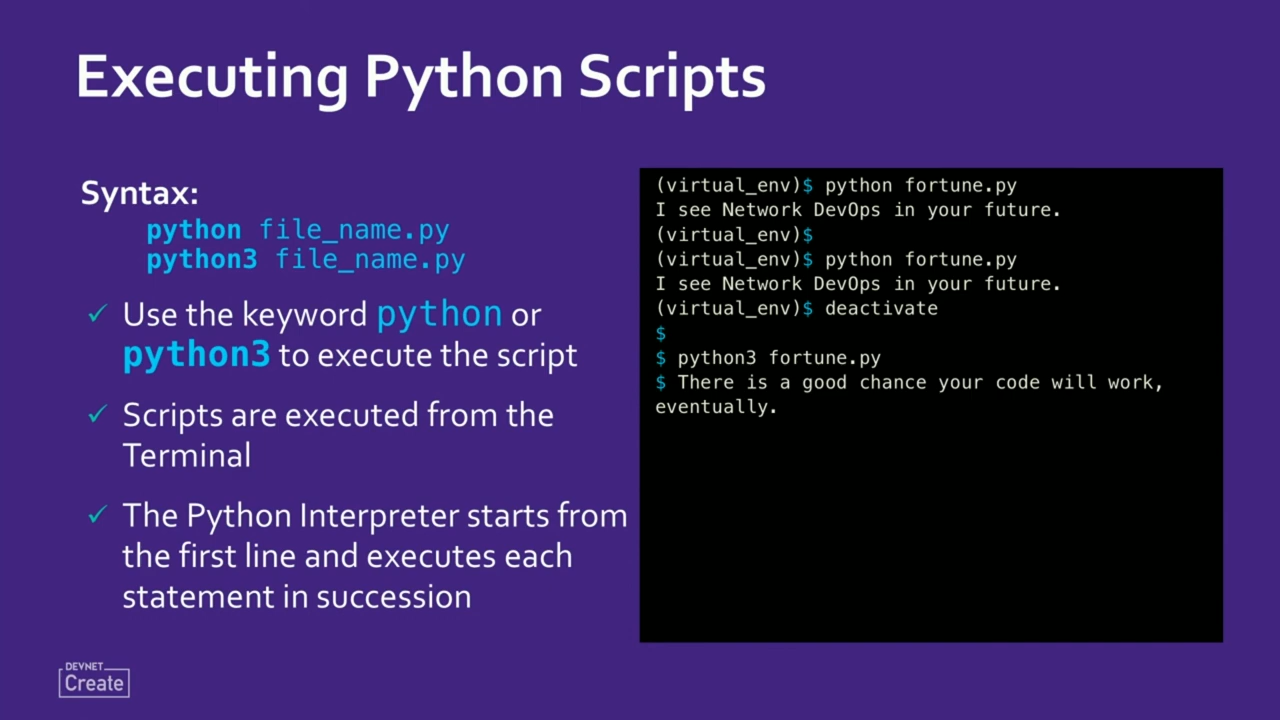 Executing Python Scripts
Syntax:
python file_name.py
python3 file_name.py
✓ Use the keyword python or
python3 to execute the script
✓ Scripts are executed from the
Terminal
✓ The Python Interpreter starts from
the first line and executes each
statement in succession
(virtual_env)$ python fortune.py
I see Network DevOps in your future.
(virtual_env)$
(virtual_env)$ python fortune.py
I see Network DevOps in your future.
(virtual_env)$ deactivate
$
$ python3 fortune.py
$ There is a good chance your code will work,
eventually.
DEVNET
Create